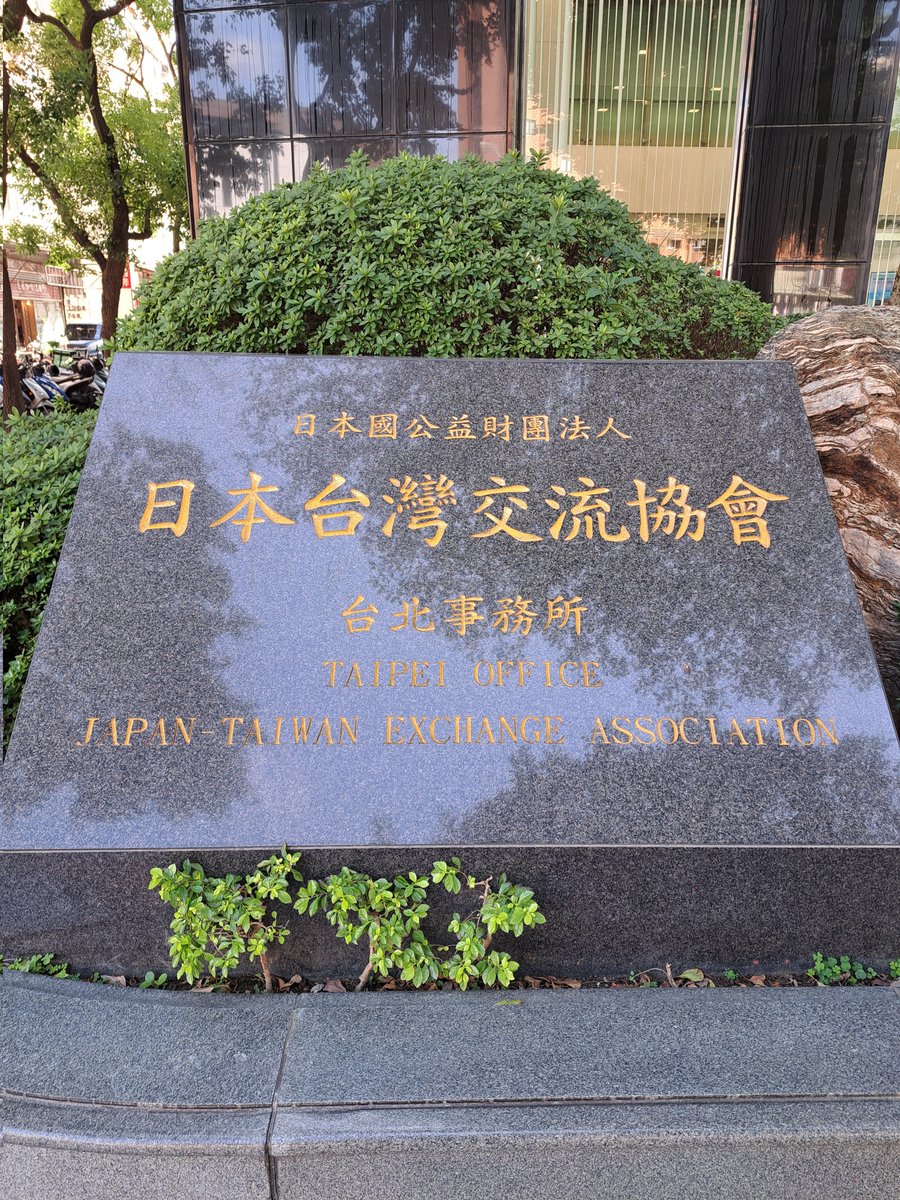 日本國公益財團法人
日本台灣交流協會
台北事務所
TAIPEI OFFICE
JAPAN-TAIWAN EXCHANGE ASSOCIATION